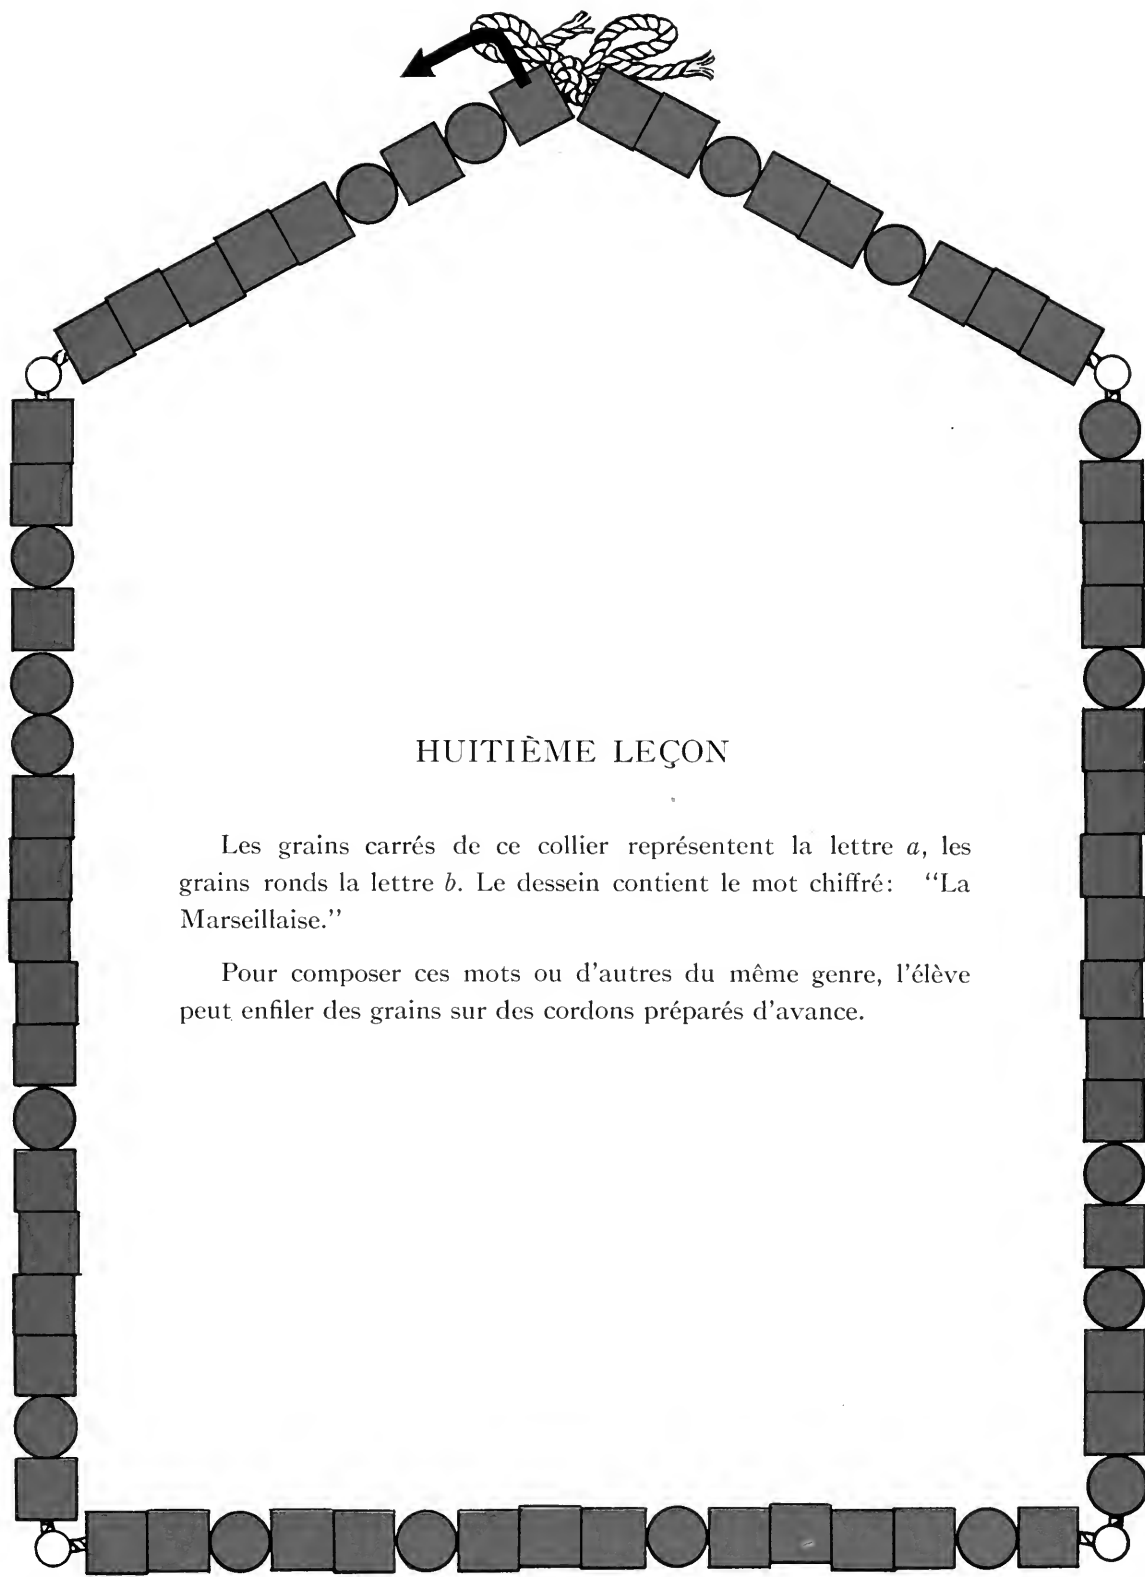 HUITIÈME LEÇON
Les grains carrés de ce collier représentent la lettre a, les
grains ronds la lettre b. Le dessein contient le mot chiffré: “La
Marseillaise.”
Pour composer ces mots ou d’autres du même genre, l’élève
peut enfiler des grains sur des cordons préparés d’avance.